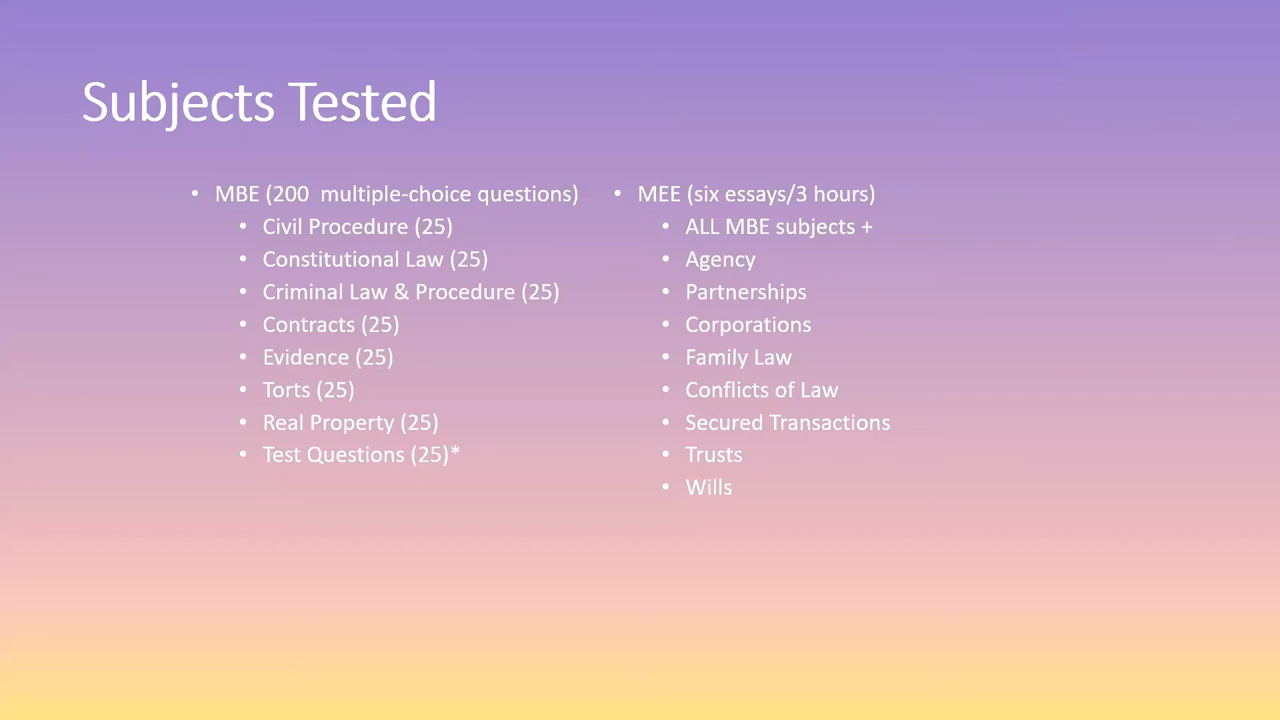 Subjects Tested
• MBE (200  multiple-choice questions)
• Civil Procedure (25)
• Constitutional Law (25)
• Criminal Law & Procedure (25)
• Contracts (25)
• Evidence (25)
• Torts (25)
• Real Property (25)
• Test Questions (25)*
• MEE (six essays/3 hours)
• ALL MBE subjects +
• Agency
• Partnerships
• Corporations
• Family Law
• Conflicts of Law
• Secured Transactions
• Trusts
• Wills